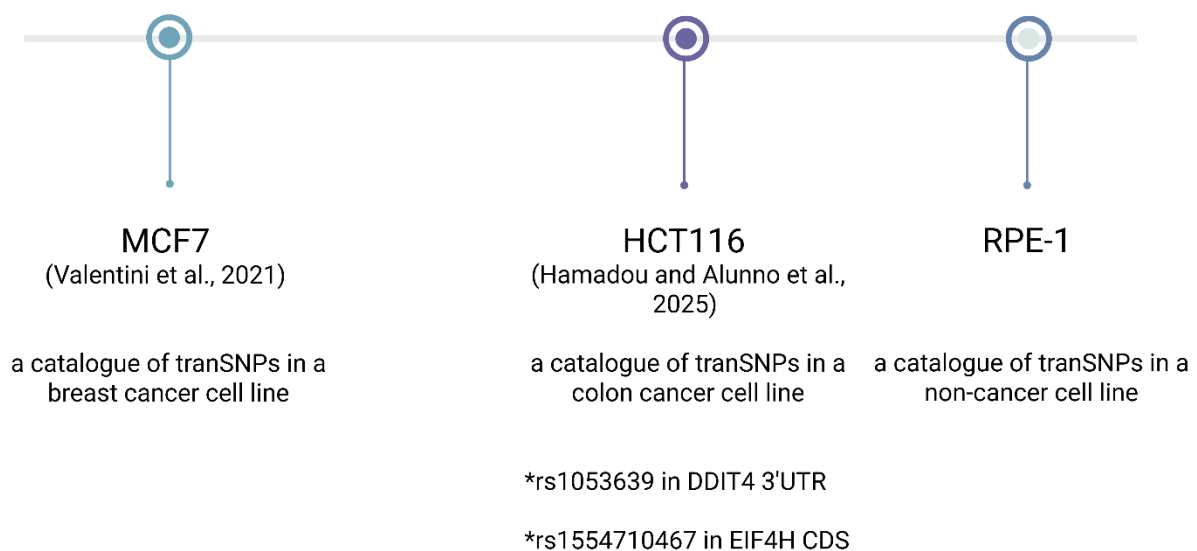 MCF7
(Valentini et al., 2021)
a catalogue of tranSNPs in a
breast cancer cell line
HCT116
(Hamadou and Alunno et al.,
2025)
a catalogue of tranSNPs in a
colon cancer cell line
*rs1053639 in DDIT4 3'UTR
*rs1554710467 in EIF4H CDS
RPE-1
a catalogue of tranSNPs in a
non-cancer cell line